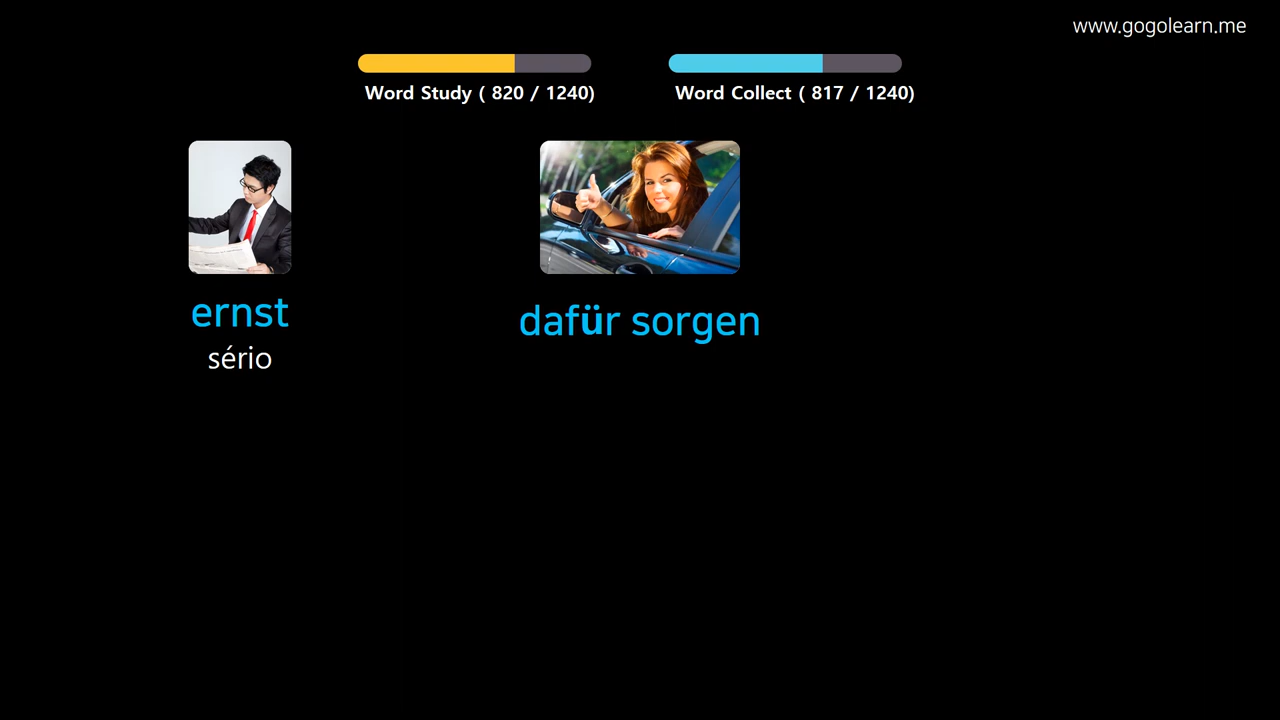 www.gogolearn.me
Word Study ( 820 / 1240)
Word Collect ( 817 / 1240)
ernst
sério
dafür sorgen